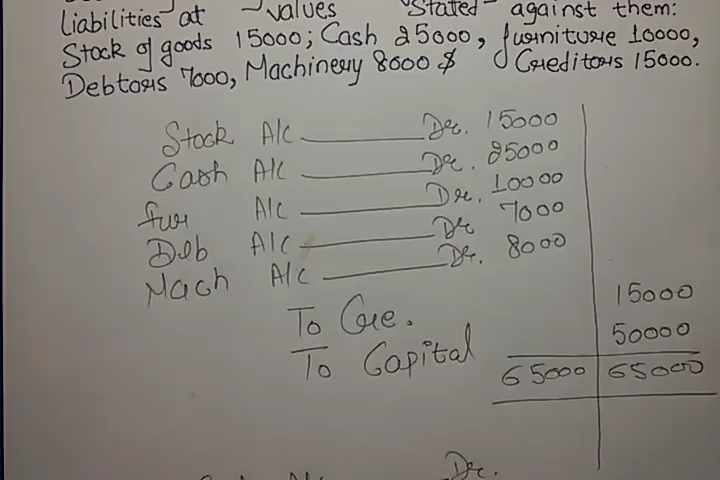 liabilities at values stated against them:
Stock of goods 15000; Cash 25000, furniture 10000,
Debtors 7000, Machinery 8000 $ Creditors 15000.
Stock A/C Dr. 15000
Cash A/C Dr. 25000
fur A/C Dr. 10000
Deb A/C Dr 7000
Mach A/C Dr. 8000
To Cre. 15000
To Capital 50000
65000 65000
Dr.